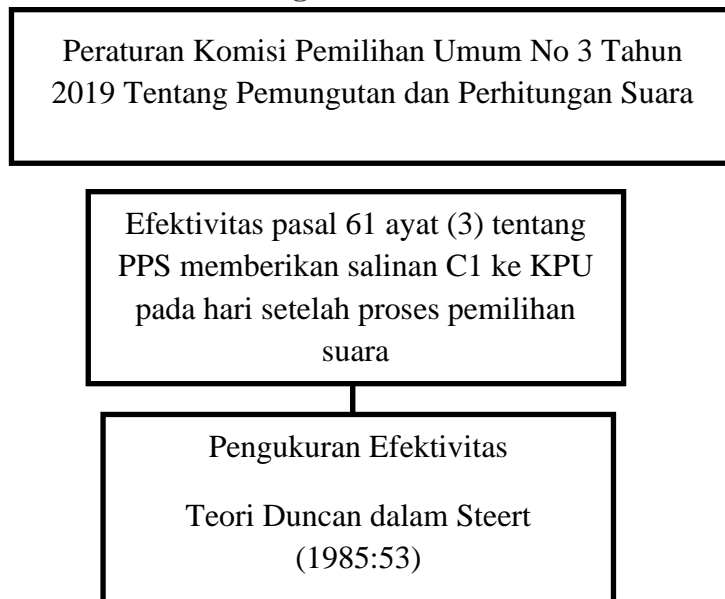 Peraturan Komisi Pemilihan Umum No 3 Tahun
2019 Tentang Pemungutan dan Perhitungan Suara
Efektivitas pasal 61 ayat (3) tentang
PPS memberikan salinan C1 ke KPU
pada hari setelah proses pemilihan
suara
Pengukuran Efektivitas
Teori Duncan dalam Steert
(1985:53)